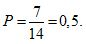 P = 7/14 = 0,5.